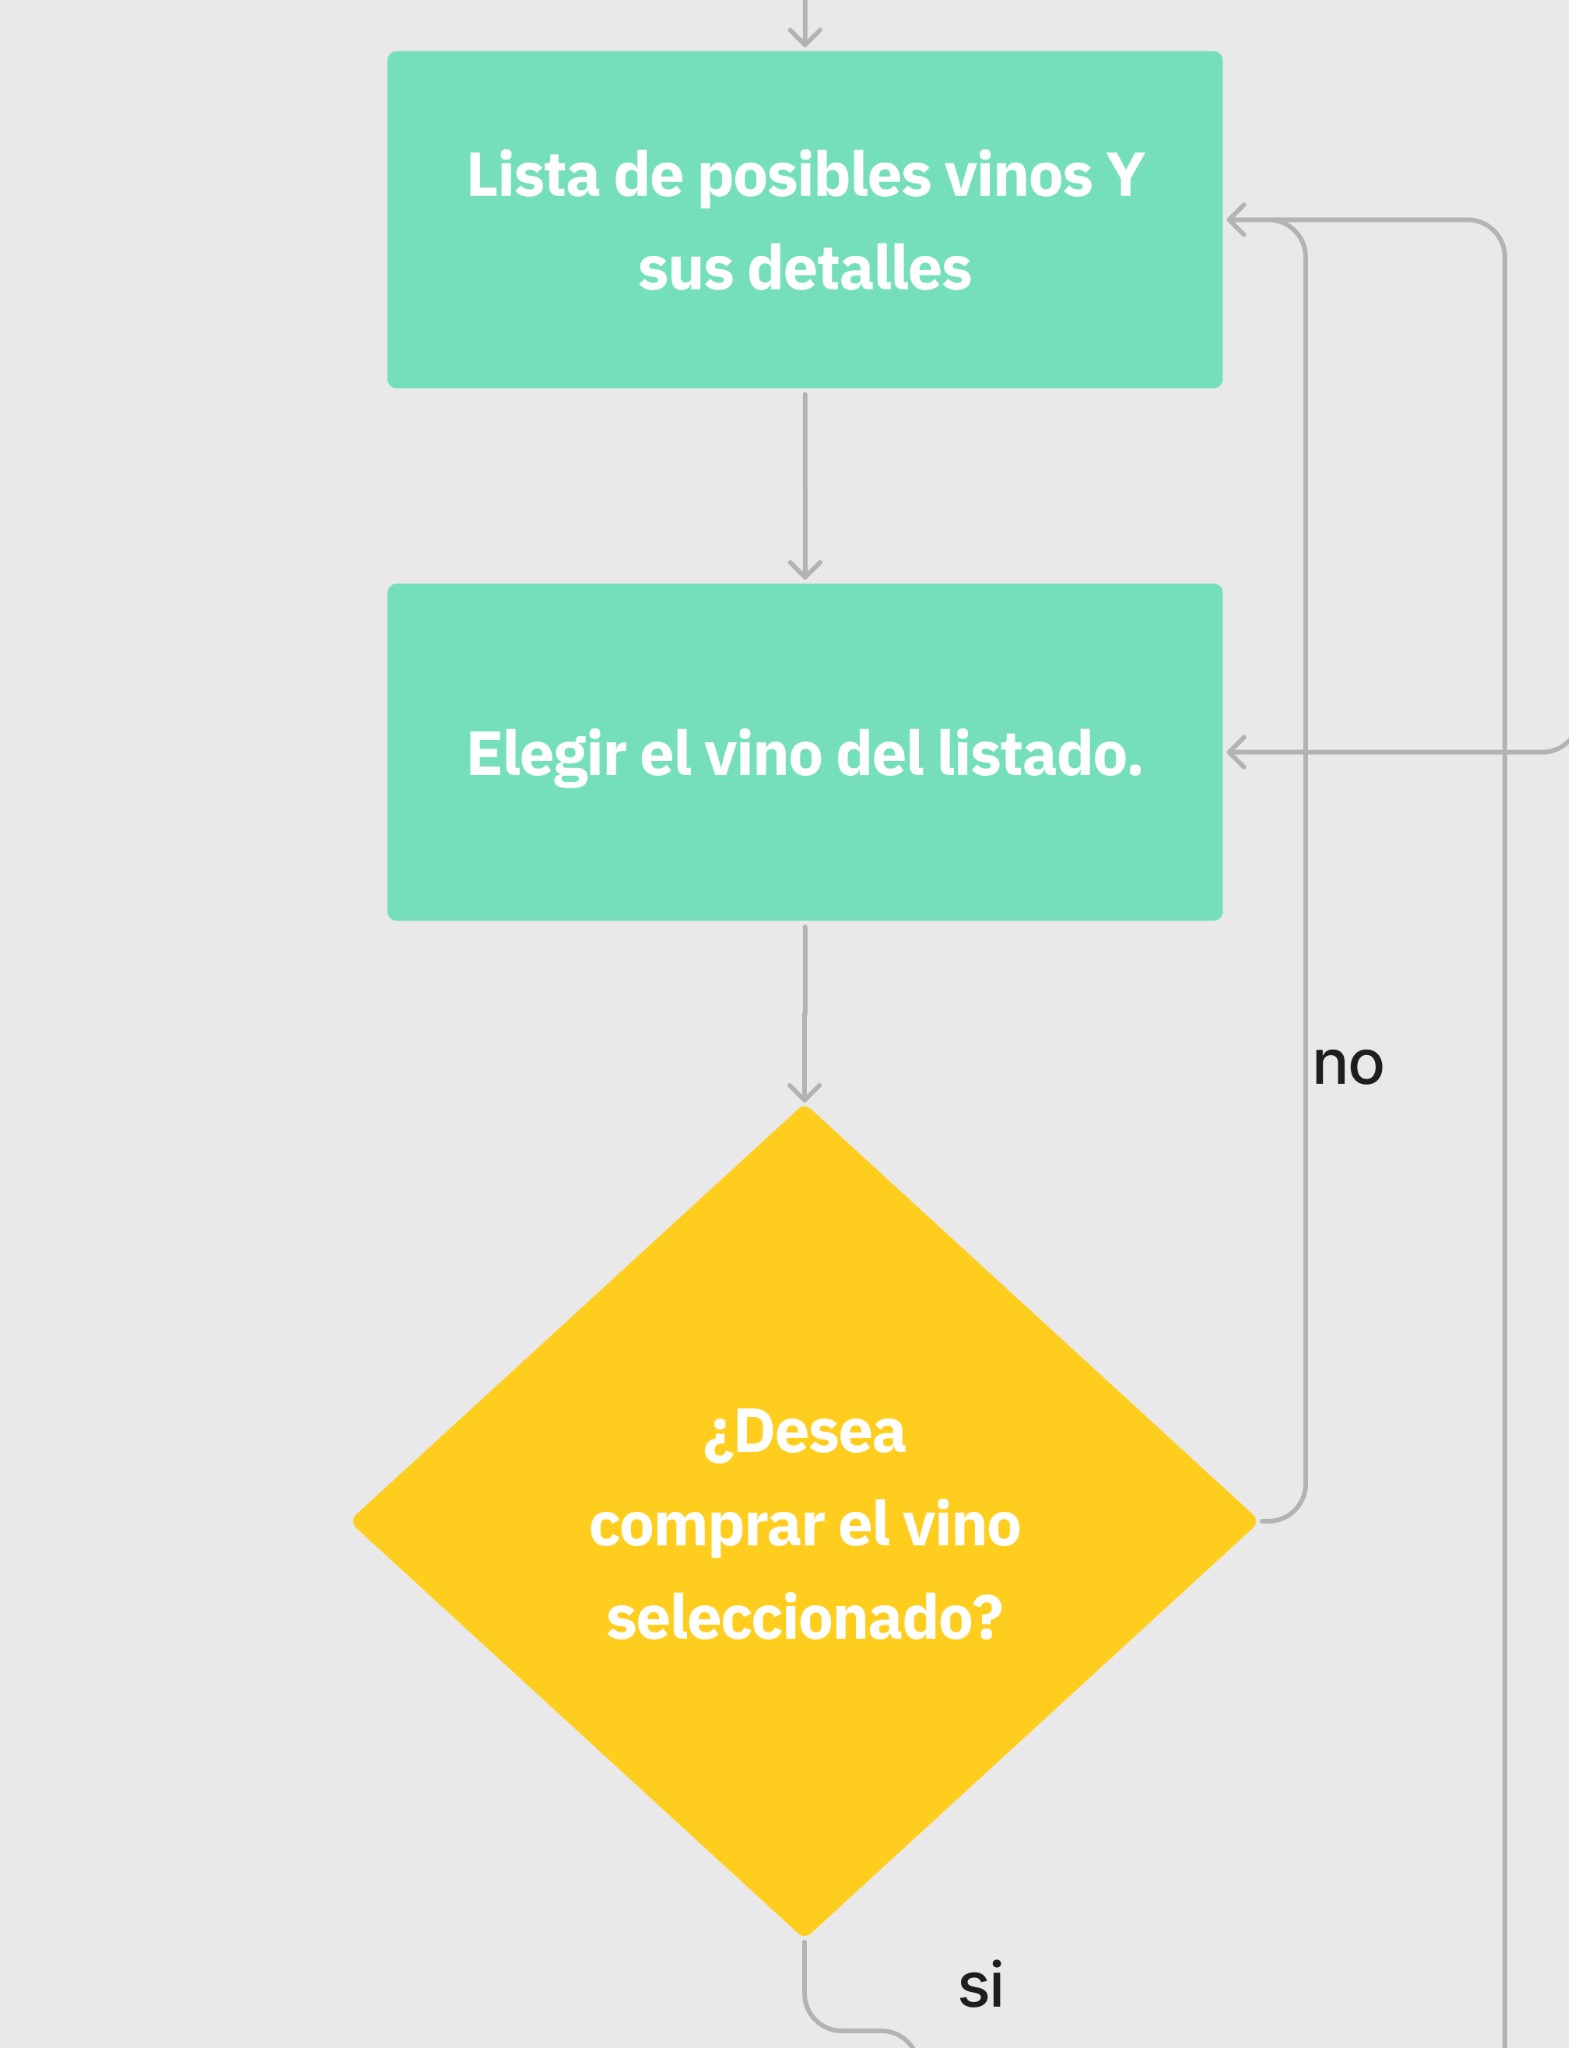 Lista de posibles vinos Y
sus detalles
Elegir el vino del listado.
no
¿Desea
comprar el vino
seleccionado?
si